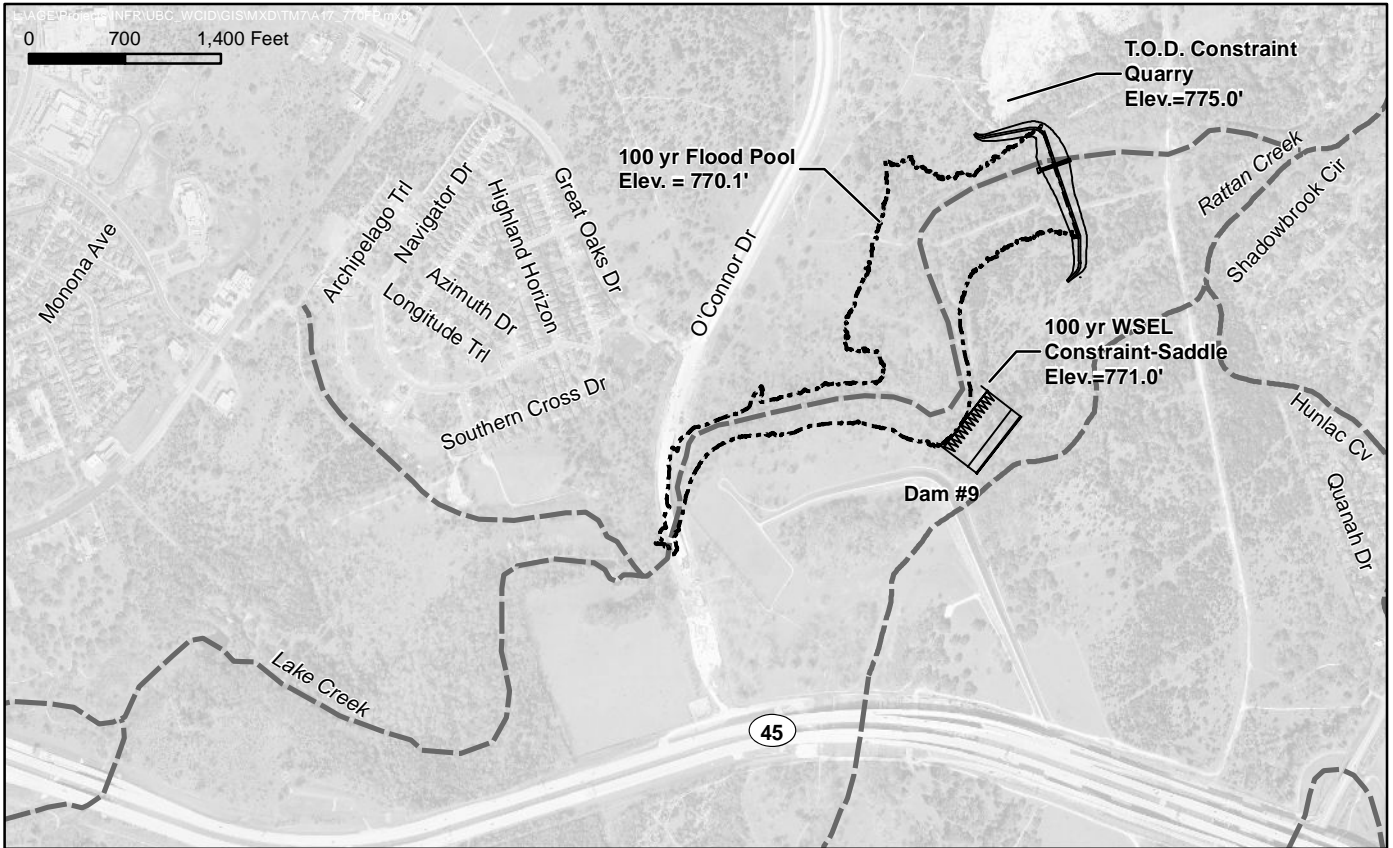 0 700 1,400 Feet
T.O.D. Constraint
Quarry
Elev.=775.0'
100 yr Flood Pool
Elev. = 770.1'
Rattan Creek
Shadowbrook Cir
Great Oaks Dr
Highland Horizon
Navigator Dr
Archipelago Trl
Azimuth Dr
Longitude Trl
Monona Ave
O'Connor Dr
100 yr WSEL
Constraint-Saddle
Elev.=771.0'
Southern Cross Dr
Hunlac Cv
Quanah Dr
Dam #9
Lake Creek
45